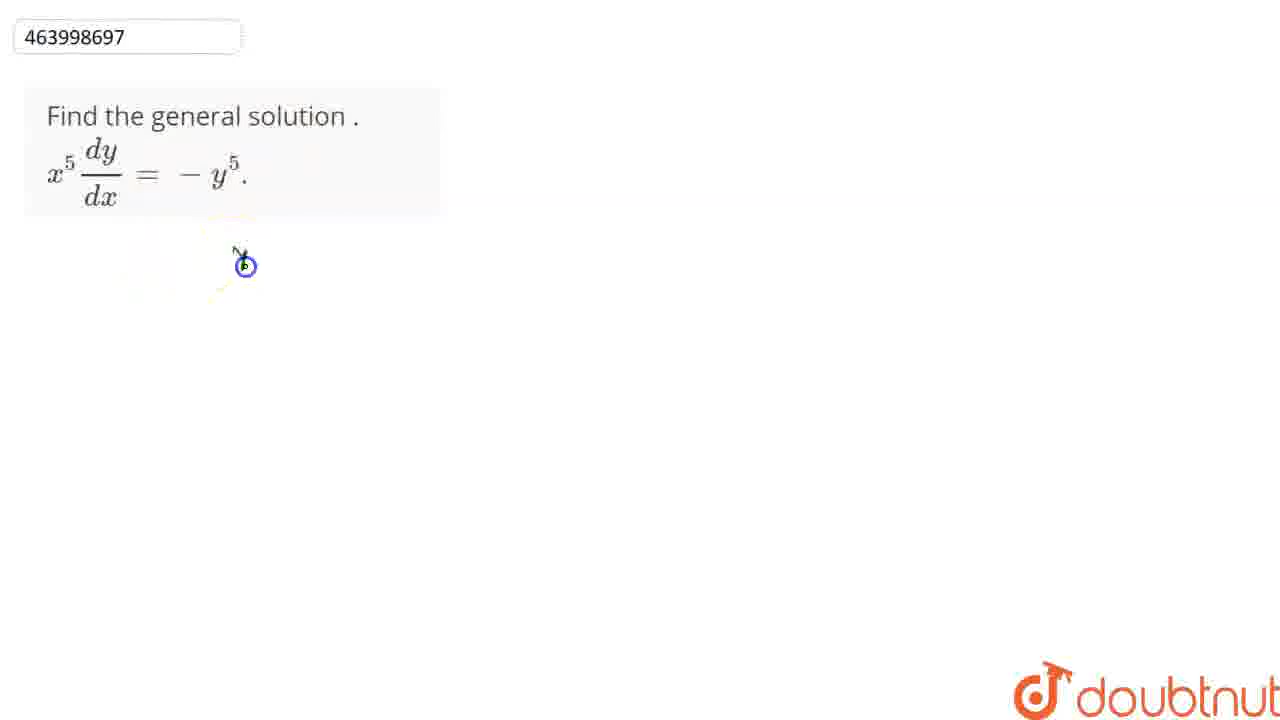 463998697
Find the general solution .
x^5 dy/dx = - y^5.
doubtnut